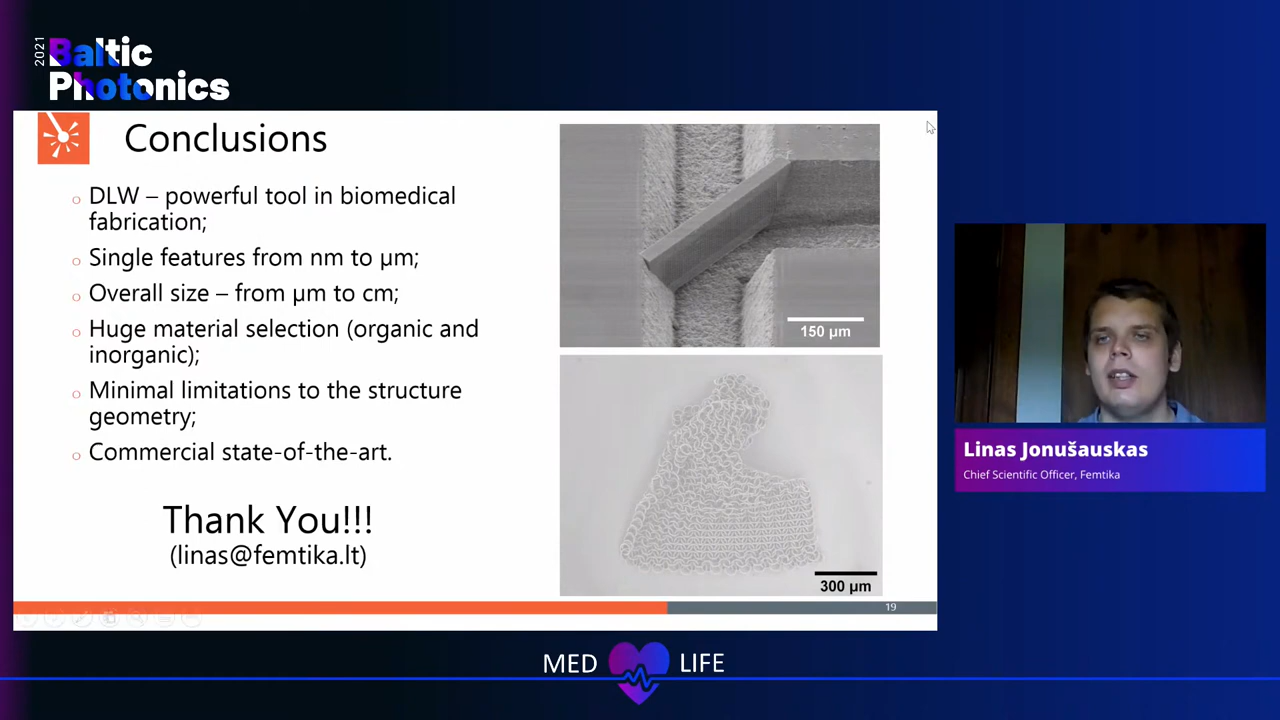 2021
Baltic
Photonics
Conclusions
o DLW – powerful tool in biomedical
fabrication;
o Single features from nm to µm;
o Overall size – from µm to cm;
o Huge material selection (organic and
inorganic);
o Minimal limitations to the structure
geometry;
o Commercial state-of-the-art.
Thank You!!!
(linas@femtika.lt)
150 µm
300 µm
19
Linas Jonušauskas
Chief Scientific Officer, Femtika
MED LIFE